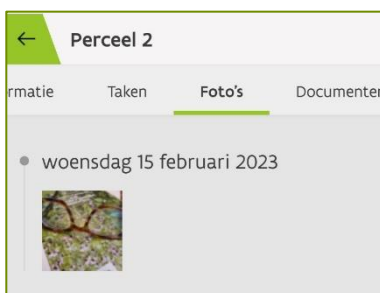 Perceel 2
rmatie Taken Foto's Documenten
woensdag 15 februari 2023